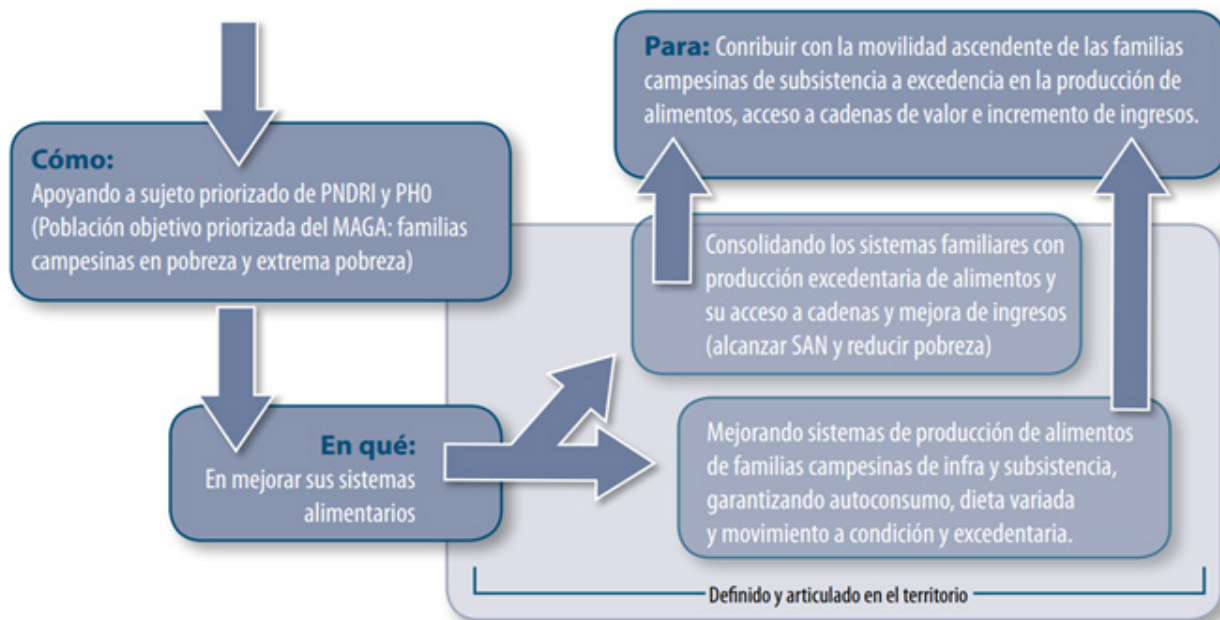 Cómo:
Apoyando a sujeto priorizado de PNDRI y PH0
(Población objetivo priorizada del MAGA: familias
campesinas en pobreza y extrema pobreza)
En qué:
En mejorar sus sistemas
alimentarios
Para: Conribuir con la movilidad ascendente de las familias
campesinas de subsistencia a excedencia en la producción de
alimentos, acceso a cadenas de valor e incremento de ingresos.
Consolidando los sistemas familiares con
producción excedentaria de alimentos y
su acceso a cadenas y mejora de ingresos
(alcanzar SAN y reducir pobreza)
Mejorando sistemas de producción de alimentos
de familias campesinas de infra y subsistencia,
garantizando autoconsumo, dieta variada
y movimiento a condición y excedentaria.
Definido y articulado en el territorio